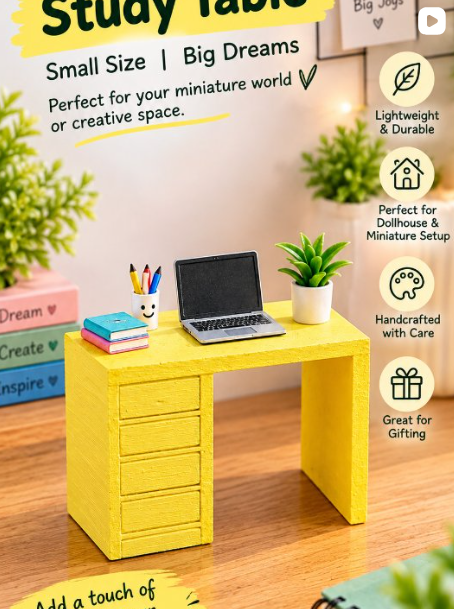 Study Table
Big Joys
Small Size | Big Dreams
Perfect for your miniature world
or creative space.
Lightweight
& Durable
Perfect for
Dollhouse &
Miniature Setup
Handcrafted
with Care
Great for
Gifting
Dream
Create
Inspire
Add a touch of